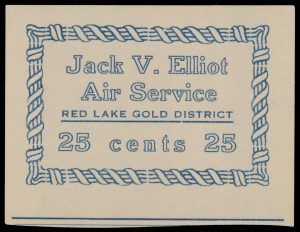 Jack V. Elliot
Air Service
RED LAKE GOLD DISTRICT
25 cents 25